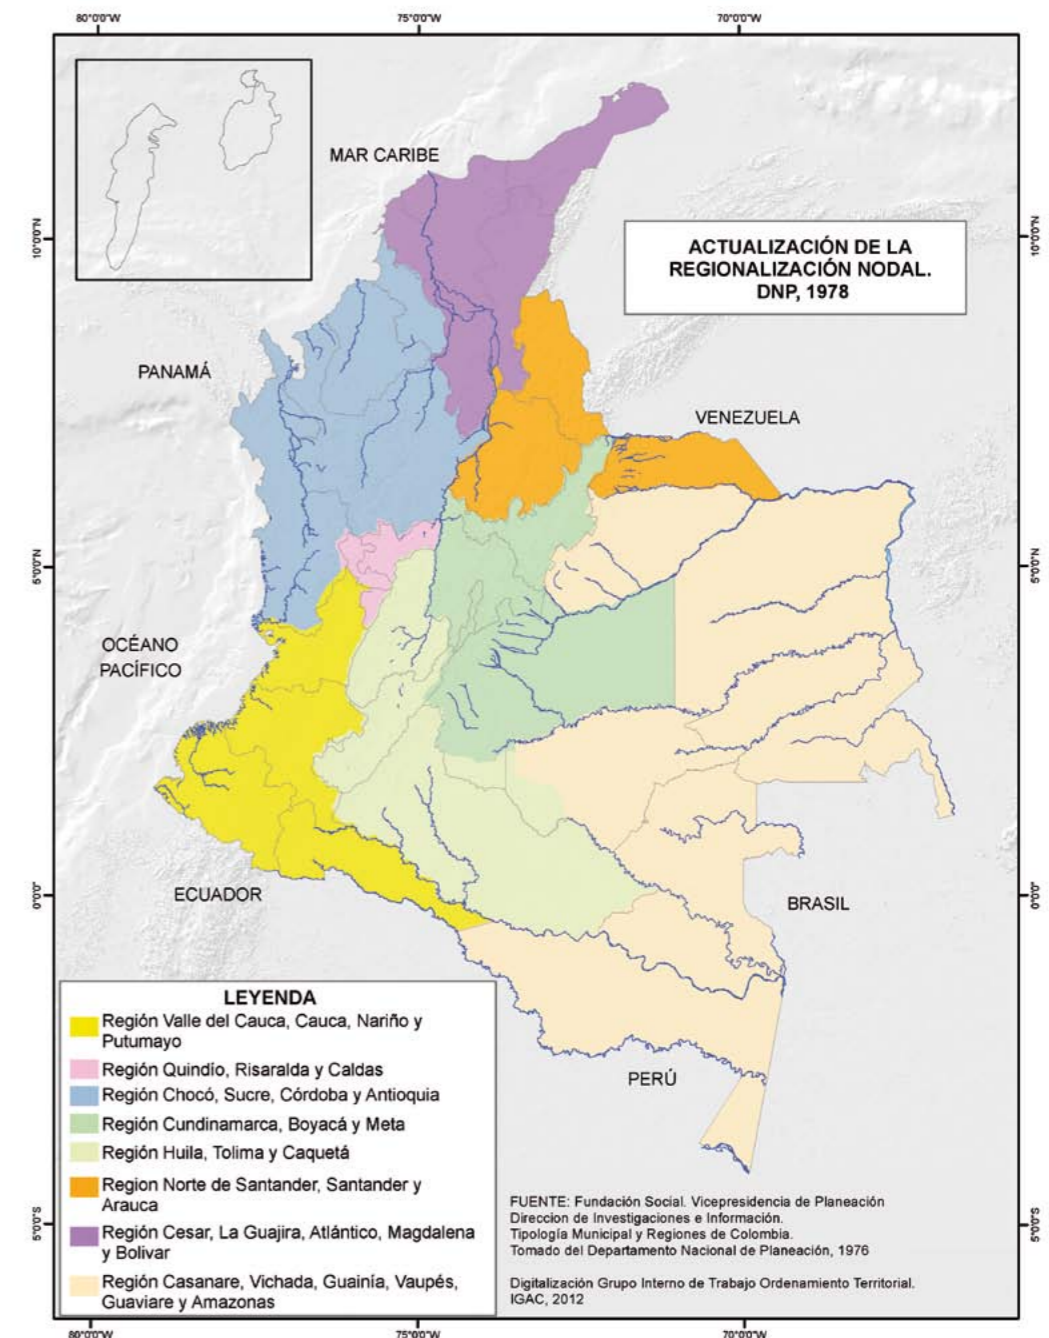 80°0'0"W
75°0'0"W
70°0'0"W
MAR CARIBE
10°0'0"N
10°0'0"N
ACTUALIZACIÓN DE LA
REGIONALIZACIÓN NODAL.
DNP, 1978
PANAMÁ
VENEZUELA
5°0'0"N
5°0'0"N
OCÉANO
PACÍFICO
ECUADOR
0°0'0"
0°0'0"
BRASIL
PERÚ
LEYENDA
Región Valle del Cauca, Cauca, Nariño y
Putumayo
Región Quindío, Risaralda y Caldas
Región Chocó, Sucre, Córdoba y Antioquia
Región Cundinamarca, Boyacá y Meta
Región Huila, Tolima y Caquetá
Region Norte de Santander, Santander y
Arauca
Región Cesar, La Guajira, Atlántico, Magdalena
y Bolivar
Región Casanare, Vichada, Guainía, Vaupés,
Guaviare y Amazonas
5°0'0"S
5°0'0"S
FUENTE: Fundación Social. Vicepresidencia de Planeación
Direccion de Investigaciones e Información.
Tipología Municipal y Regiones de Colombia.
Tomado del Departamento Nacional de Planeación, 1976
Digitalización Grupo Interno de Trabajo Ordenamiento Territorial.
IGAC, 2012
80°0'0"W
75°0'0"W
70°0'0"W